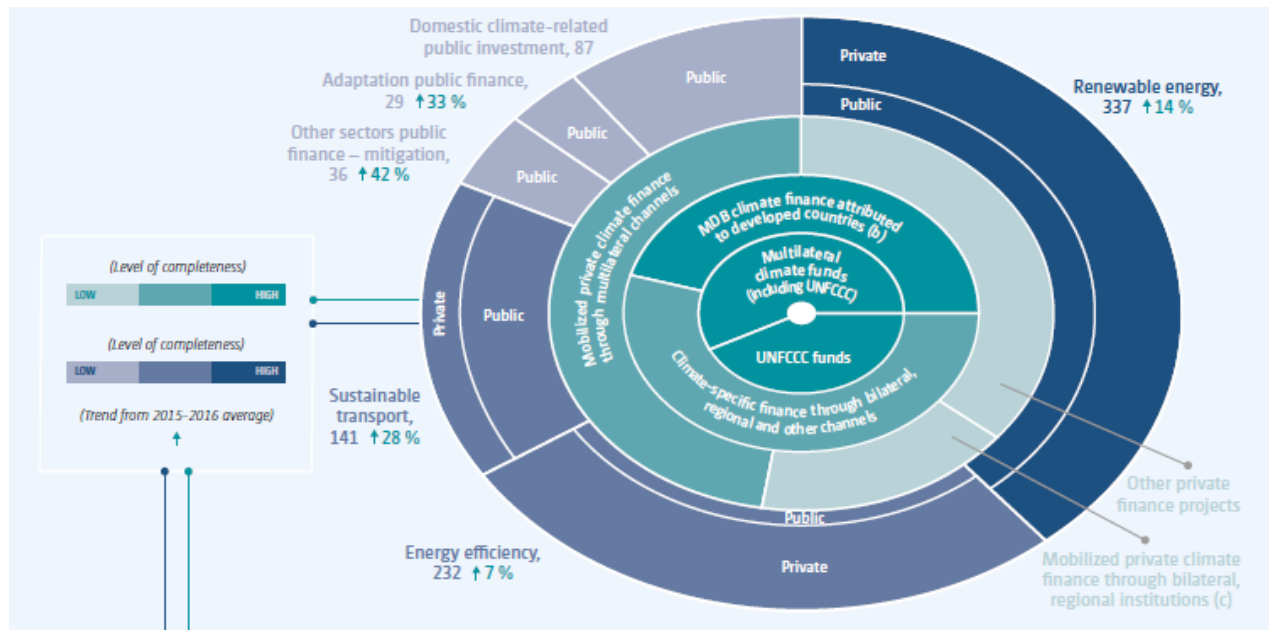 Domestic climate-related
public investment, 87
Adaptation public finance,
29 ↑33 %
Other sectors public
finance – mitigation,
36 ↑42 %
Public
Public
Public
Private
Public
Renewable energy,
337 ↑14 %
(Level of completeness)
LOW HIGH
(Level of completeness)
LOW HIGH
(Trend from 2015–2016 average)
↑
Private
Public
Sustainable
transport,
141 ↑28 %
Mobilized private climate finance
through multilateral channels
MDB climate finance attributed
to developed countries (b)
Multilateral
climate funds
(including UNFCCC)
UNFCCC funds
Climate-specific finance through bilateral,
regional and other channels
Public
Private
Energy efficiency,
232 ↑7 %
Other private
finance projects
Mobilized private climate
finance through bilateral,
regional institutions (c)